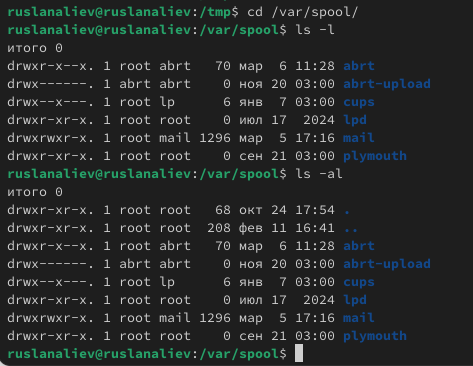 ruslanaliev@ruslanaliev:/tmp$ cd /var/spool/
ruslanaliev@ruslanaliev:/var/spool$ ls -l
итого 0
drwxr-x--x. 1 root abrt   70 мар  6 11:28 abrt
drwx------. 1 abrt abrt    0 ноя 20 03:00 abrt-upload
drwx--x---. 1 root lp      6 янв  7 03:00 cups
drwxr-xr-x. 1 root root    0 июл 17  2024 lpd
drwxrwxr-x. 1 root mail 1296 мар  5 17:16 mail
drwxr-xr-x. 1 root root    0 сен 21 03:00 plymouth
ruslanaliev@ruslanaliev:/var/spool$ ls -al
итого 0
drwxr-xr-x. 1 root root   68 окт 24 17:54 .
drwxr-xr-x. 1 root root  208 фев 11 16:41 ..
drwxr-x--x. 1 root abrt   70 мар  6 11:28 abrt
drwx------. 1 abrt abrt    0 ноя 20 03:00 abrt-upload
drwx--x---. 1 root lp      6 янв  7 03:00 cups
drwxr-xr-x. 1 root root    0 июл 17  2024 lpd
drwxrwxr-x. 1 root mail 1296 мар  5 17:16 mail
drwxr-xr-x. 1 root root    0 сен 21 03:00 plymouth
ruslanaliev@ruslanaliev:/var/spool$